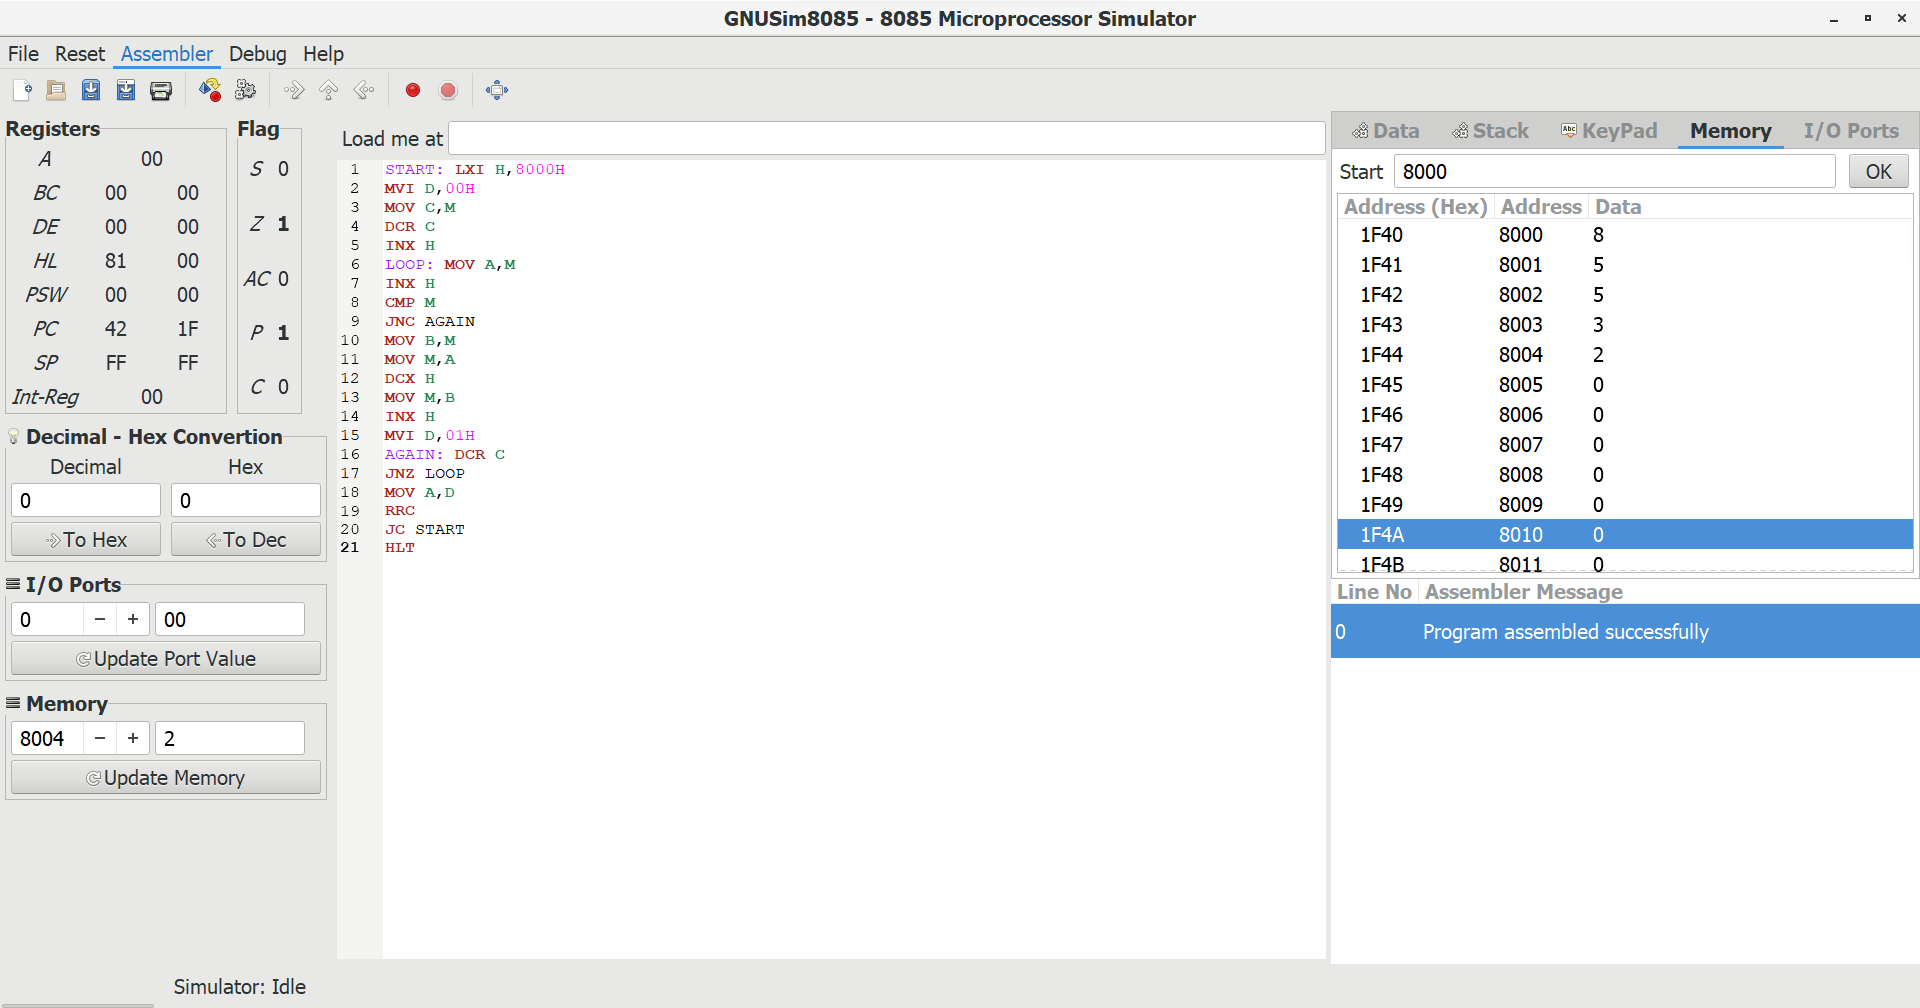 GNUSim8085 - 8085 Microprocessor Simulator
File Reset Assembler Debug Help
Registers
A 00
BC 00 00
DE 00 00
HL 81 00
PSW 00 00
PC 42 1F
SP FF FF
Int-Reg 00
Flag
S 0
Z 1
AC 0
P 1
C 0
Decimal - Hex Convertion
Decimal Hex
0 0
To Hex To Dec
I/O Ports
0 − + 00
Update Port Value
Memory
8004 − + 2
Update Memory
Load me at
1 START: LXI H,8000H
2 MVI D,00H
3 MOV C,M
4 DCR C
5 INX H
6 LOOP: MOV A,M
7 INX H
8 CMP M
9 JNC AGAIN
10 MOV B,M
11 MOV M,A
12 DCX H
13 MOV M,B
14 INX H
15 MVI D,01H
16 AGAIN: DCR C
17 JNZ LOOP
18 MOV A,D
19 RRC
20 JC START
21 HLT
Data Stack Abc KeyPad Memory I/O Ports
Start 8000 OK
Address (Hex) Address Data
1F40 8000 8
1F41 8001 5
1F42 8002 5
1F43 8003 3
1F44 8004 2
1F45 8005 0
1F46 8006 0
1F47 8007 0
1F48 8008 0
1F49 8009 0
1F4A 8010 0
1F4B 8011 0
Line No Assembler Message
0 Program assembled successfully
Simulator: Idle